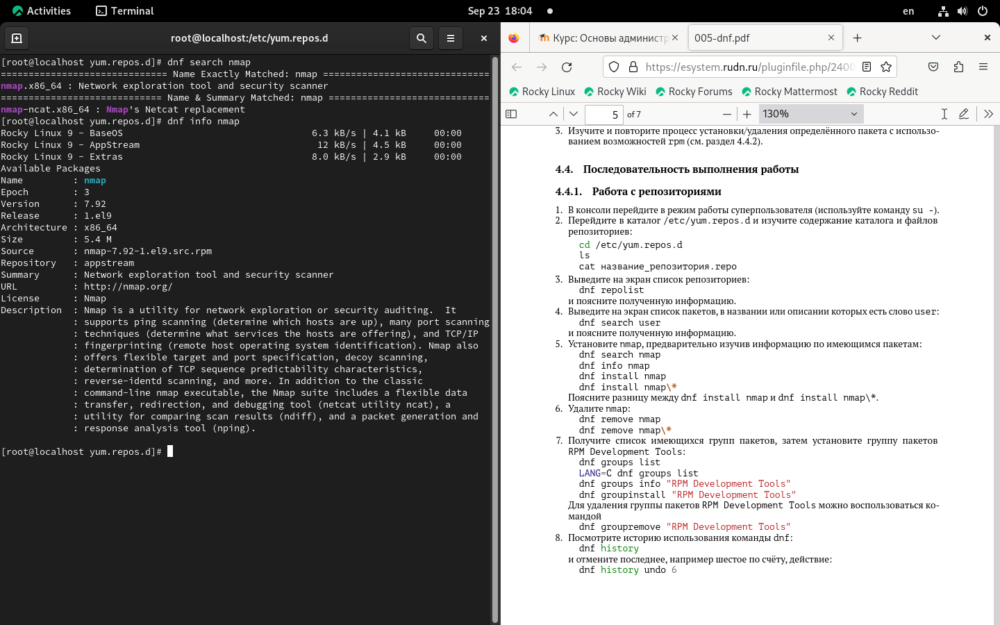 Activities Terminal Sep 23 18:04 en
root@localhost:/etc/yum.repos.d
[root@localhost yum.repos.d]# dnf search nmap
============================= Name Exactly Matched: nmap ==============================
nmap.x86_64 : Network exploration tool and security scanner
============================ Name & Summary Matched: nmap =============================
nmap-ncat.x86_64 : Nmap's Netcat replacement
[root@localhost yum.repos.d]# dnf info nmap
Rocky Linux 9 - BaseOS 6.3 kB/s | 4.1 kB 00:00
Rocky Linux 9 - AppStream 12 kB/s | 4.5 kB 00:00
Rocky Linux 9 - Extras 8.0 kB/s | 2.9 kB 00:00
Available Packages
Name : nmap
Epoch : 3
Version : 7.92
Release : 1.el9
Architecture : x86_64
Size : 5.4 M
Source : nmap-7.92-1.el9.src.rpm
Repository : appstream
Summary : Network exploration tool and security scanner
URL : http://nmap.org/
License : Nmap
Description : Nmap is a utility for network exploration or security auditing. It
: supports ping scanning (determine which hosts are up), many port scanning
: techniques (determine what services the hosts are offering), and TCP/IP
: fingerprinting (remote host operating system identification). Nmap also
: offers flexible target and port specification, decoy scanning,
: determination of TCP sequence predictability characteristics,
: reverse-identd scanning, and more. In addition to the classic
: command-line nmap executable, the Nmap suite includes a flexible data
: transfer, redirection, and debugging tool (netcat utility ncat), a
: utility for comparing scan results (ndiff), and a packet generation and
: response analysis tool (nping).
[root@localhost yum.repos.d]#
Курс: Основы администр 005-dnf.pdf
https://esystem.rudn.ru/pluginfile.php/2400
Rocky Linux Rocky Wiki Rocky Forums Rocky Mattermost Rocky Reddit
5 of 7 130%
3. Изучите и повторите процесс установки/удаления определённого пакета с использо-
ванием возможностей rpm (см. раздел 4.4.2).
4.4. Последовательность выполнения работы
4.4.1. Работа с репозиториями
1. В консоли перейдите в режим работы суперпользователя (используйте команду su -).
2. Перейдите в каталог /etc/yum.repos.d и изучите содержание каталога и файлов
репозиториев:
cd /etc/yum.repos.d
ls
cat название_репозитория.repo
3. Выведите на экран список репозиториев:
dnf repolist
и поясните полученную информацию.
4. Выведите на экран список пакетов, в названии или описании которых есть слово user:
dnf search user
и поясните полученную информацию.
5. Установите nmap, предварительно изучив информацию по имеющимся пакетам:
dnf search nmap
dnf info nmap
dnf install nmap
dnf install nmap\*
Поясните разницу между dnf install nmap и dnf install nmap\*.
6. Удалите nmap:
dnf remove nmap
dnf remove nmap\*
7. Получите список имеющихся групп пакетов, затем установите группу пакетов
RPM Development Tools:
dnf groups list
LANG=C dnf groups list
dnf groups info "RPM Development Tools"
dnf groupinstall "RPM Development Tools"
Для удаления группы пакетов RPM Development Tools можно воспользоваться ко-
мандой
dnf groupremove "RPM Development Tools"
8. Посмотрите историю использования команды dnf:
dnf history
и отмените последнее, например шестое по счёту, действие:
dnf history undo 6